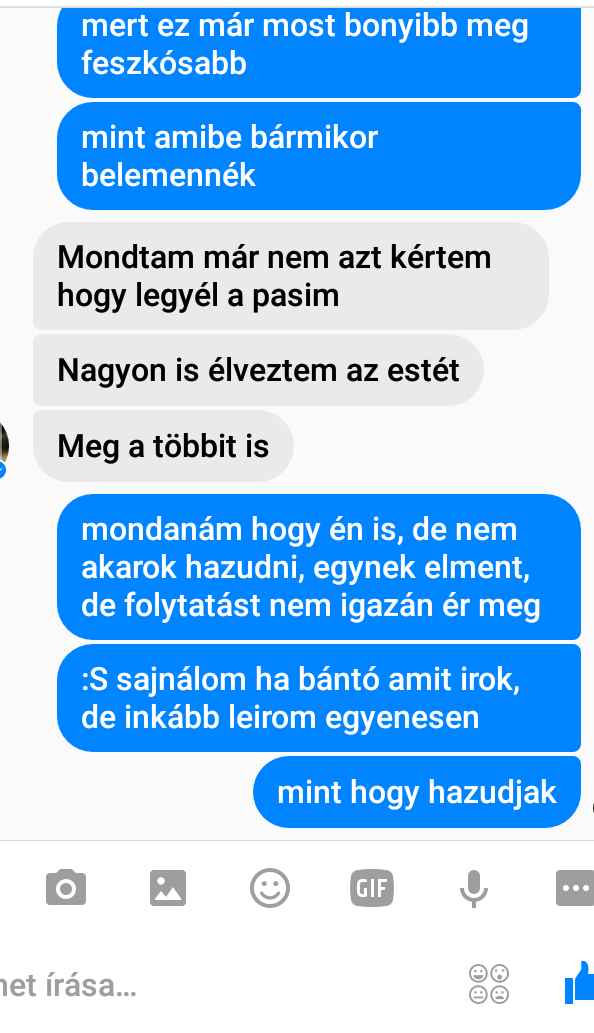 mert ez már most bonyibb meg
feszkósabb
mint amibe bármikor
belemennék
Mondtam már nem azt kértem
hogy legyél a pasim
Nagyon is élveztem az estét
Meg a többit is
mondanám hogy én is, de nem
akarok hazudni, egynek elment,
de folytatást nem igazán ér meg
:S sajnálom ha bántó amit irok,
de inkább leirom egyenesen
mint hogy hazudjak
GIF
írása...